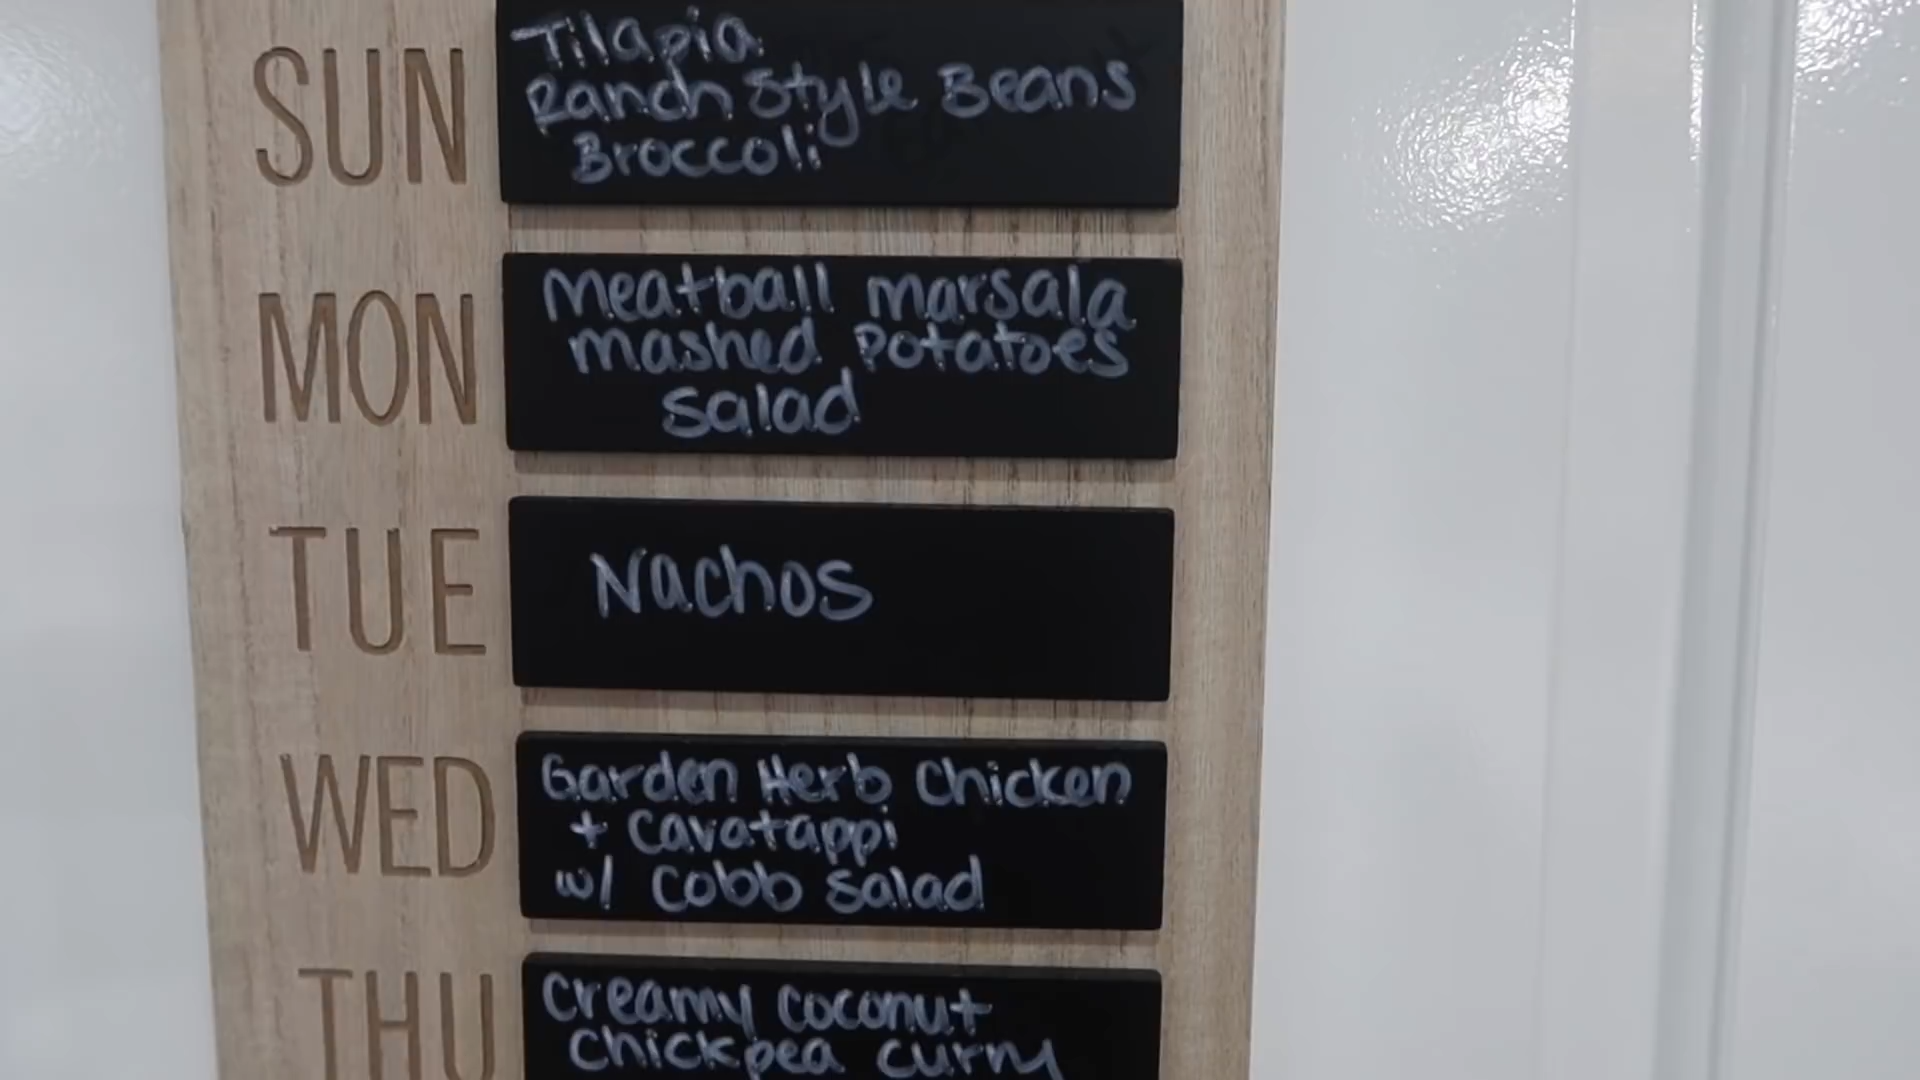 SUN
Tilapia
Ranch Style Beans
Broccoli
MON
Meatball marsala
mashed Potatoes
salad
TUE
Nachos
WED
Garden Herb Chicken
+ Cavatappi
w/ Cobb Salad
THU
Creamy Coconut
Chickpea curry